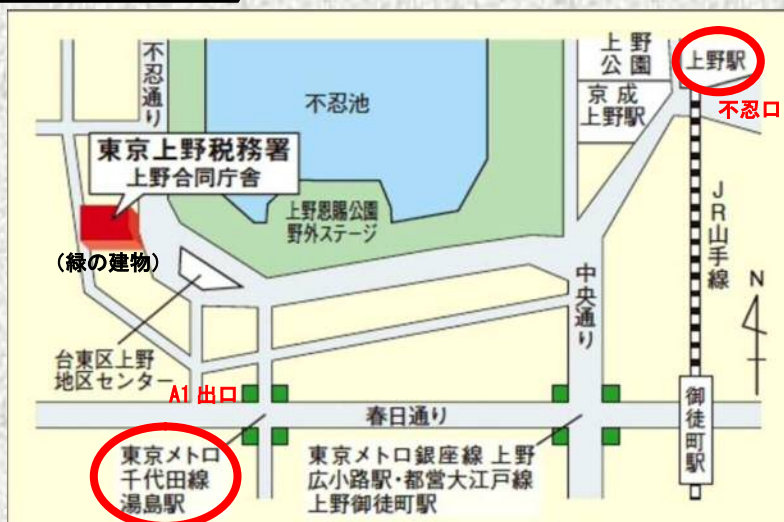 不忍通り
不忍池
上野
公園
上野駅
京成
上野駅
不忍口
東京上野税務署
上野合同庁舎
上野恩賜公園
野外ステージ
JR山手線
(緑の建物)
中央通り
N
台東区上野
地区センター
A1出口
春日通り
御徒町駅
東京メトロ
千代田線
湯島駅
東京メトロ銀座線 上野
広小路駅・都営大江戸線
上野御徒町駅